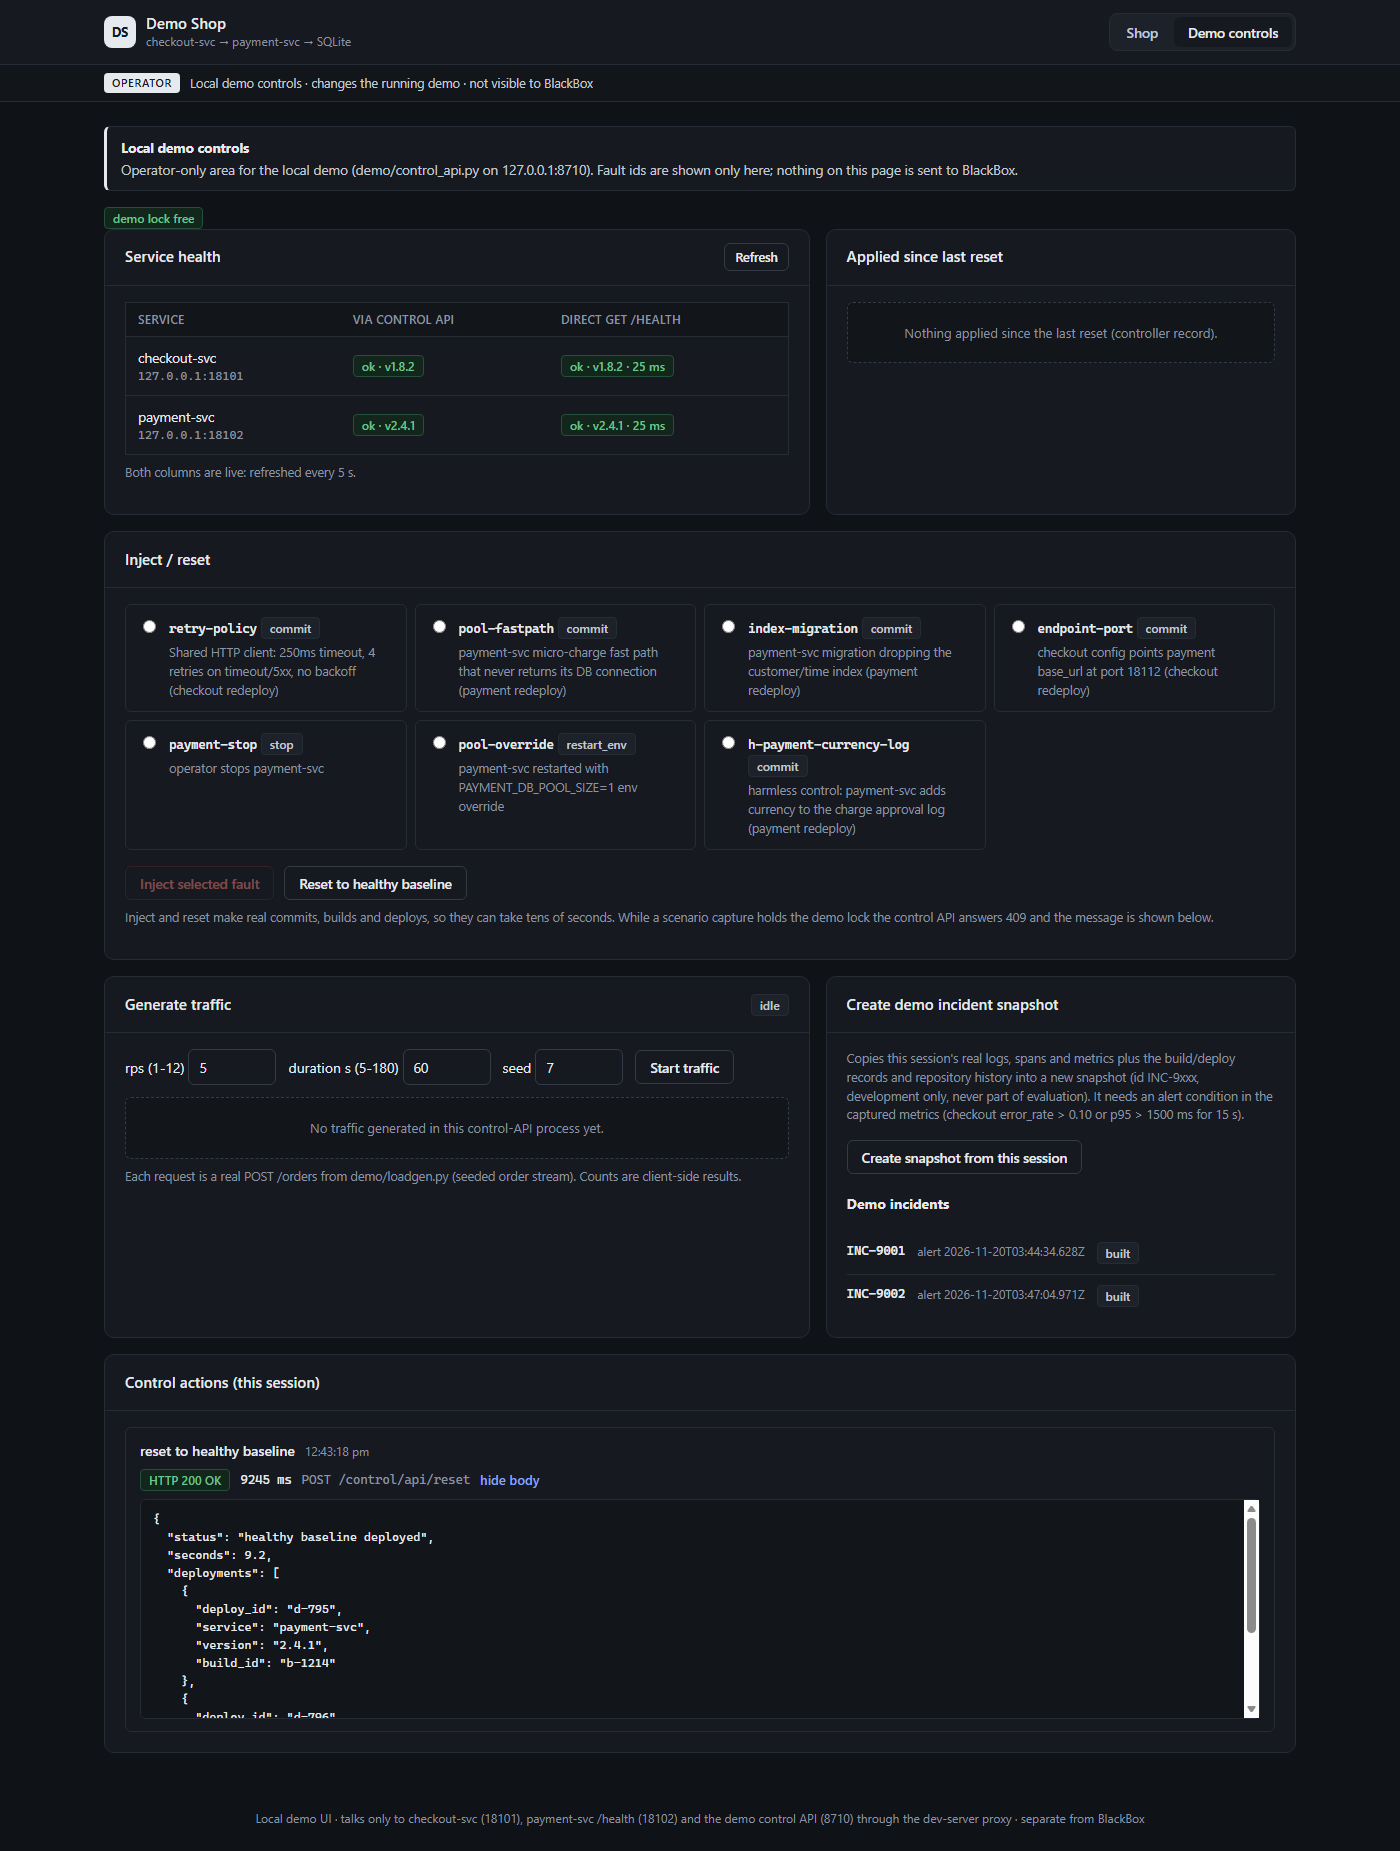 DS
Demo Shop
checkout-svc → payment-svc → SQLite
Shop
Demo controls
OPERATOR
Local demo controls · changes the running demo · not visible to BlackBox
Local demo controls
Operator-only area for the local demo (demo/control_api.py on 127.0.0.1:8710). Fault ids are shown only here; nothing on this page is sent to BlackBox.
demo lock free
Service health
Refresh
SERVICE
VIA CONTROL API
DIRECT GET /HEALTH
checkout-svc
127.0.0.1:18101
ok · v1.8.2
ok · v1.8.2 · 25 ms
payment-svc
127.0.0.1:18102
ok · v2.4.1
ok · v2.4.1 · 25 ms
Both columns are live: refreshed every 5 s.
Applied since last reset
Nothing applied since the last reset (controller record).
Inject / reset
retry-policy commit
Shared HTTP client: 250ms timeout, 4
retries on timeout/5xx, no backoff
(checkout redeploy)
pool-fastpath commit
payment-svc micro-charge fast path
that never returns its DB connection
(payment redeploy)
index-migration commit
payment-svc migration dropping the
customer/time index (payment
redeploy)
endpoint-port commit
checkout config points payment
base_url at port 18112 (checkout
redeploy)
payment-stop stop
operator stops payment-svc
pool-override restart_env
payment-svc restarted with
PAYMENT_DB_POOL_SIZE=1 env
override
h-payment-currency-log
commit
harmless control: payment-svc adds
currency to the charge approval log
(payment redeploy)
Inject selected fault
Reset to healthy baseline
Inject and reset make real commits, builds and deploys, so they can take tens of seconds. While a scenario capture holds the demo lock the control API answers 409 and the message is shown below.
Generate traffic
idle
rps (1-12) 5
duration s (5-180) 60
seed 7
Start traffic
No traffic generated in this control-API process yet.
Each request is a real POST /orders from demo/loadgen.py (seeded order stream). Counts are client-side results.
Create demo incident snapshot
Copies this session's real logs, spans and metrics plus the build/deploy
records and repository history into a new snapshot (id INC-9xxx,
development only, never part of evaluation). It needs an alert condition in the
captured metrics (checkout error_rate > 0.10 or p95 > 1500 ms for 15 s).
Create snapshot from this session
Demo incidents
INC-9001 alert 2026-11-20T03:44:34.628Z built
INC-9002 alert 2026-11-20T03:47:04.971Z built
Control actions (this session)
reset to healthy baseline 12:43:18 pm
HTTP 200 OK 9245 ms POST /control/api/reset hide body
{
"status": "healthy baseline deployed",
"seconds": 9.2,
"deployments": [
{
"deploy_id": "d-795",
"service": "payment-svc",
"version": "2.4.1",
"build_id": "b-1214"
},
{
"deploy_id": "d-796"
Local demo UI · talks only to checkout-svc (18101), payment-svc /health (18102) and the demo control API (8710) through the dev-server proxy · separate from BlackBox